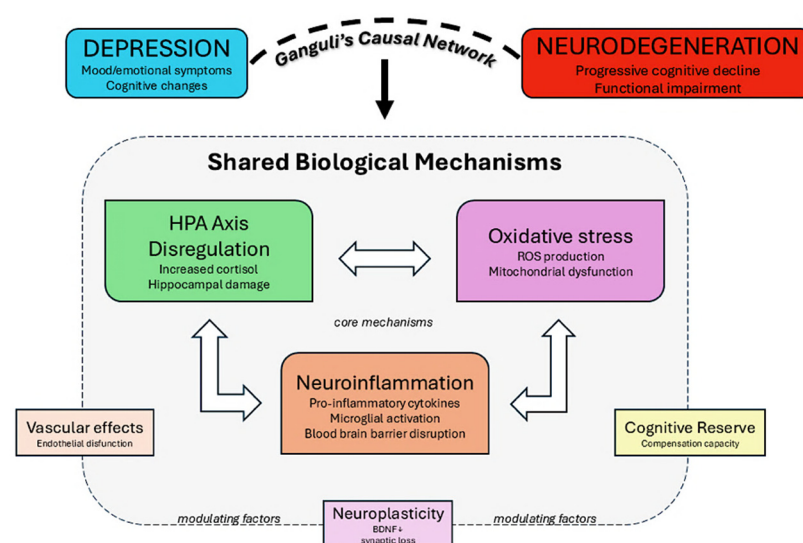 DEPRESSION
Mood/emotional symptoms
Cognitive changes
Ganguli's Causal Network
NEURODEGENERATION
Progressive cognitive decline
Functional impairment
Shared Biological Mechanisms
HPA Axis
Disregulation
Increased cortisol
Hippocampal damage
Oxidative stress
ROS production
Mitochondrial dysfunction
core mechanisms
Neuroinflammation
Pro-inflammatory cytokines
Microglial activation
Blood brain barrier disruption
Vascular effects
Endothelial disfunction
Cognitive Reserve
Compensation capacity
modulating factors
Neuroplasticity
BDNF↓
synaptic loss
modulating factors